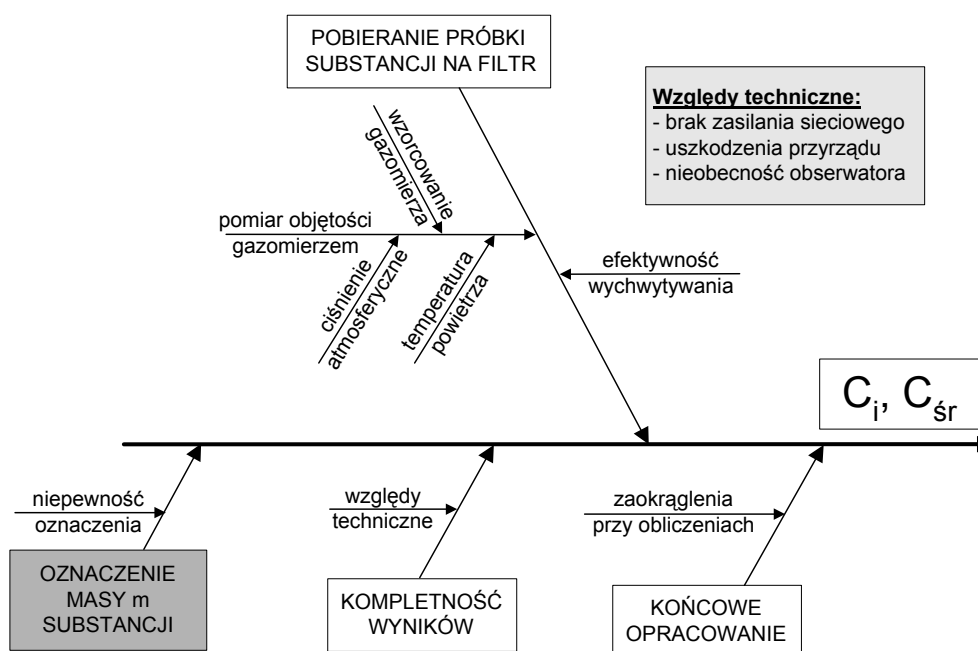 POBIERANIE PRÓBKI
SUBSTANCJI NA FILTR
Względy techniczne:
- brak zasilania sieciowego
- uszkodzenia przyrządu
- nieobecność obserwatora
wzorcowanie
gazomierza
pomiar objętości
gazomierzem
ciśnienie
atmosferyczne
temperatura
powietrza
efektywność
wychwytywania
Ci, Cśr
niepewność
oznaczenia
względy
techniczne
zaokrąglenia
przy obliczeniach
OZNACZENIE
MASY m
SUBSTANCJI
KOMPLETNOŚĆ
WYNIKÓW
KOŃCOWE
OPRACOWANIE